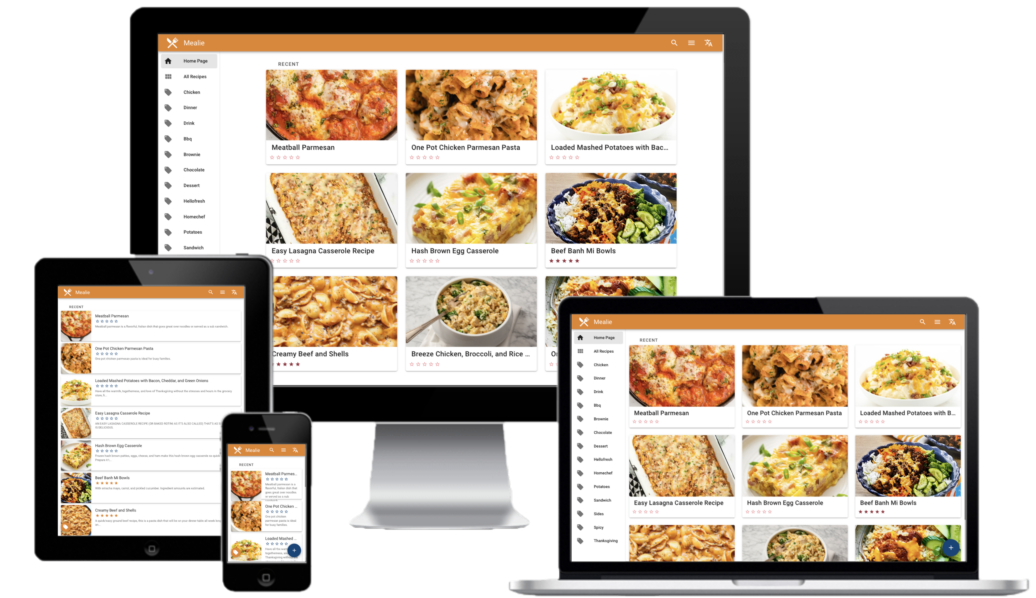 Mealie
Home Page
All Recipes
Chicken
Dinner
Drink
Bbq
Brownie
Chocolate
Dessert
Hellofresh
Homechef
Potatoes
Sandwich
RECENT
Meatball Parmesan
One Pot Chicken Parmesan Pasta
Loaded Mashed Potatoes with Bac...
Easy Lasagna Casserole Recipe
Hash Brown Egg Casserole
Beef Banh Mi Bowls
Creamy Beef and Shells
Breeze Chicken, Broccoli, and Rice ...
Mealie
RECENT
Meatball Parmesan
One Pot Chicken Parmesan Pasta
Loaded Mashed Potatoes with Bacon, Cheddar, and Green Onions
Easy Lasagna Casserole Recipe
Hash Brown Egg Casserole
Beef Banh Mi Bowls
Creamy Beef and Shells
Mealie
RECENT
Meatball Parmes...
One Pot Chicken ...
Loaded Mashed ...
Mealie
Home Page
All Recipes
Chicken
Dinner
Drink
Bbq
Brownie
Chocolate
Dessert
Hellofresh
Homechef
Potatoes
Sandwich
Sides
Spicy
Thanksgiving
RECENT
Meatball Parmesan
One Pot Chicken Parmesan Pasta
Loaded Mashed Potatoes with B...
Easy Lasagna Casserole Recipe
Hash Brown Egg Casserole
Beef Banh Mi Bowls